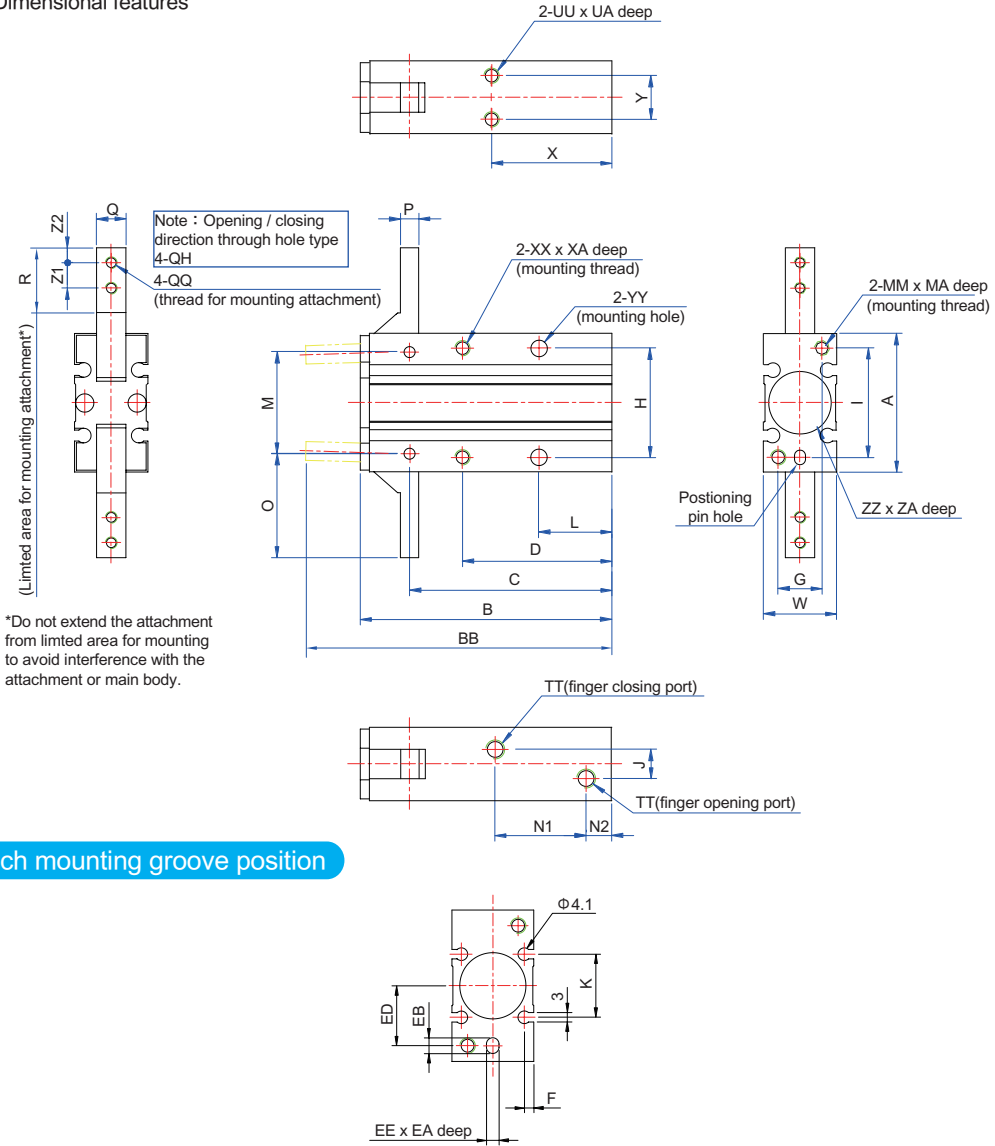 Dimensional features
2-UU x UA deep
Y
X
Q
Z2
R
Z1
Note：Opening / closing
direction through hole type
4-QH
4-QQ
(thread for mounting attachment)
(Limted area for mounting attachment*)
*Do not extend the attachment
from limted area for mounting
to avoid interference with the
attachment or main body.
P
2-XX x XA deep
(mounting thread)
2-YY
(mounting hole)
M
O
H
L
D
C
B
BB
2-MM x MA deep
(mounting thread)
I
A
Postioning
pin hole
ZZ x ZA deep
G
W
TT(finger closing port)
J
TT(finger opening port)
N1
N2
ch mounting groove position
Φ4.1
K
3
ED
EB
F
EE x EA deep